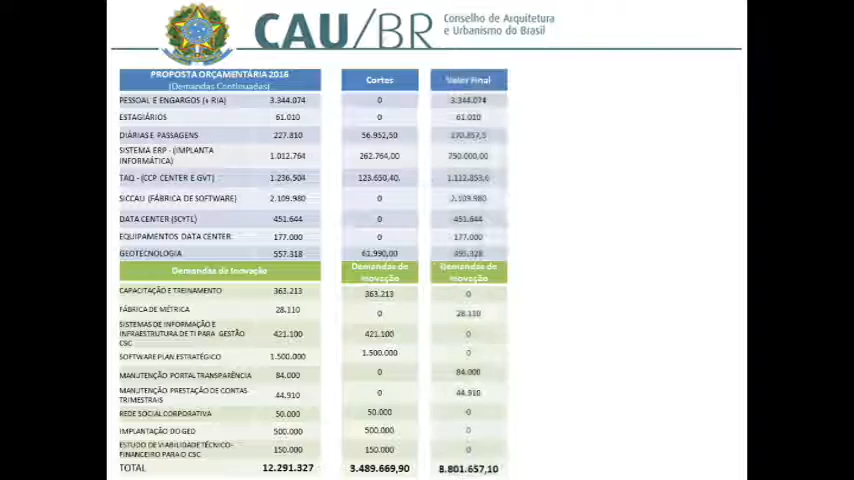 CAU/BR
Conselho de Arquitetura
e Urbanismo do Brasil
PROPOSTA ORÇAMENTÁRIA 2016
(Demandas Continuadas)
Cortes
Valor Final
PESSOAL E ENGARGOS (+ RIA) 3.344.074 0 3.344.074
ESTAGIÁRIOS 61.010 0 61.010
DIÁRIAS E PASSAGENS 227.810 56.952,50 170.857,5
SISTEMA ERP - (IMPLANTA
INFORMÁTICA) 1.012.764 262.764,00 750.000,00
TAQ - (CCP CENTER E GVT) 1.236.504 123.650,40. 1.112.853,6
SICCAU (FÁBRICA DE SOFTWARE) 2.109.980 0 2.109.980
DATA CENTER (SCYTL) 451.644 0 451.644
EQUIPAMENTOS DATA CENTER 177.000 0 177.000
GEOTECNOLOGIA 557.318 61.990,00 495.328
Demandas de Inovação
Demandas de
Inovação
Demandas de
Inovação
CAPACITAÇÃO E TREINAMENTO 363.213 363.213 0
FÁBRICA DE MÉTRICA 28.110 0 28.110
SISTEMAS DE INFORMAÇÃO E
INFRAESTRUTURA DE TI PARA GESTÃO
CSC 421.100 421.100 0
SOFTWARE PLAN ESTRATÉGICO 1.500.000 1.500.000 0
MANUTENÇÃO PORTAL TRANSPARÊNCIA 84.000 0 84.000
MANUTENÇÃO PRESTAÇÃO DE CONTAS
TRIMESTRAIS 44.910 0 44.910
REDE SOCIAL CORPORATIVA 50.000 50.000 0
IMPLANTAÇÃO DO GED 500.000 500.000 0
ESTUDO DE VIABILIDADE TÉCNICO-
FINANCEIRO PARA O CSC 150.000 150.000 0
TOTAL 12.291.327 3.489.669,90 8.801.657,10